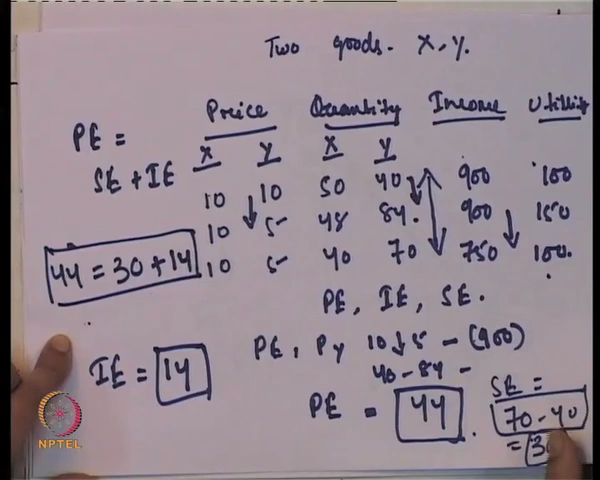 Two goods - X, Y.
Price Quantity Income Utility
PE =
X Y X Y
SE + IE
10 10 50 40 900 100
10 5 48 84. 900 150
10 5 40 70 750 100.
44 = 30 + 14
PE, IE, SE.
PE, Py 10 ↓ 5 - (900)
40 - 84 -
IE = 14
PE = 44.
SE =
70 - 40
=
NPTEL